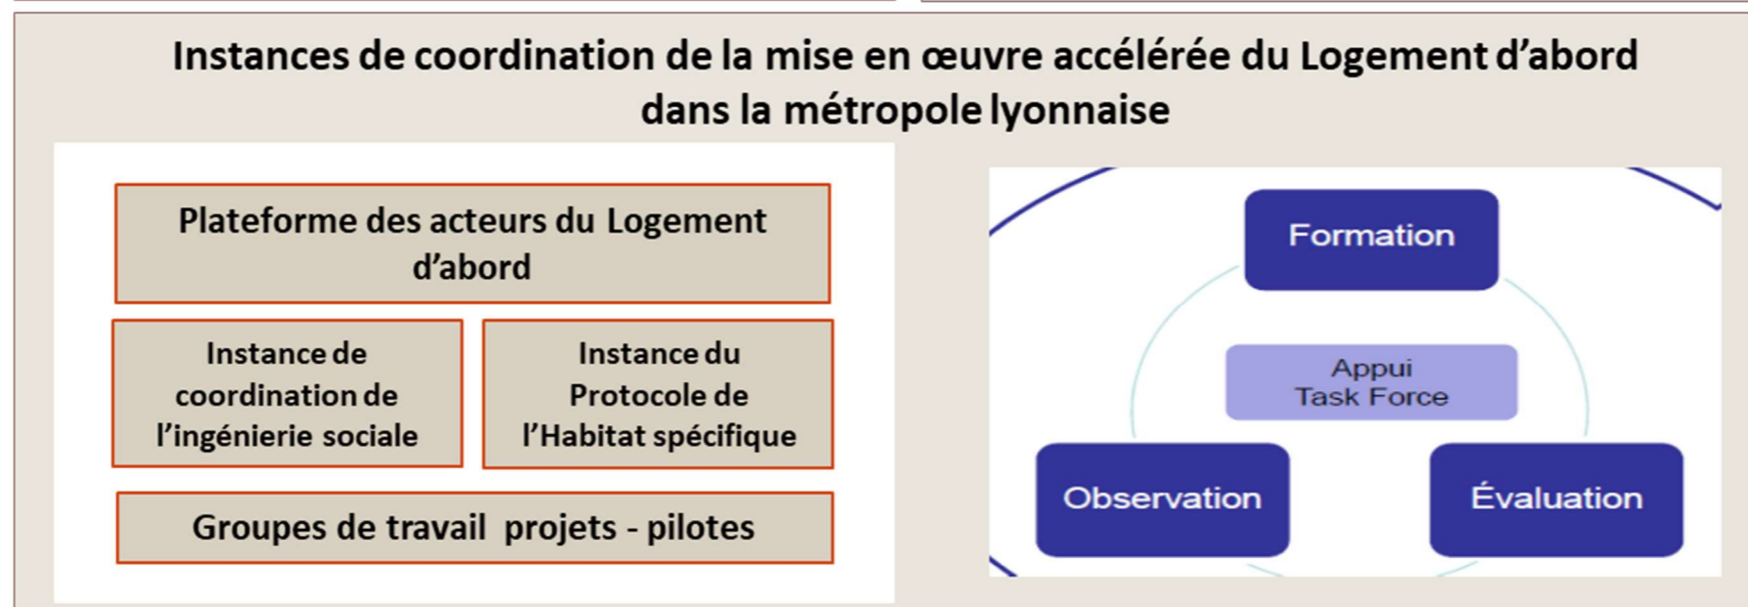 Instances de coordination de la mise en œuvre accélérée du Logement d’abord
dans la métropole lyonnaise
Plateforme des acteurs du Logement
d’abord
Instance de
coordination de
l’ingénierie sociale
Instance du
Protocole de
l’Habitat spécifique
Groupes de travail projets - pilotes
Formation
Appui
Task Force
Observation
Évaluation